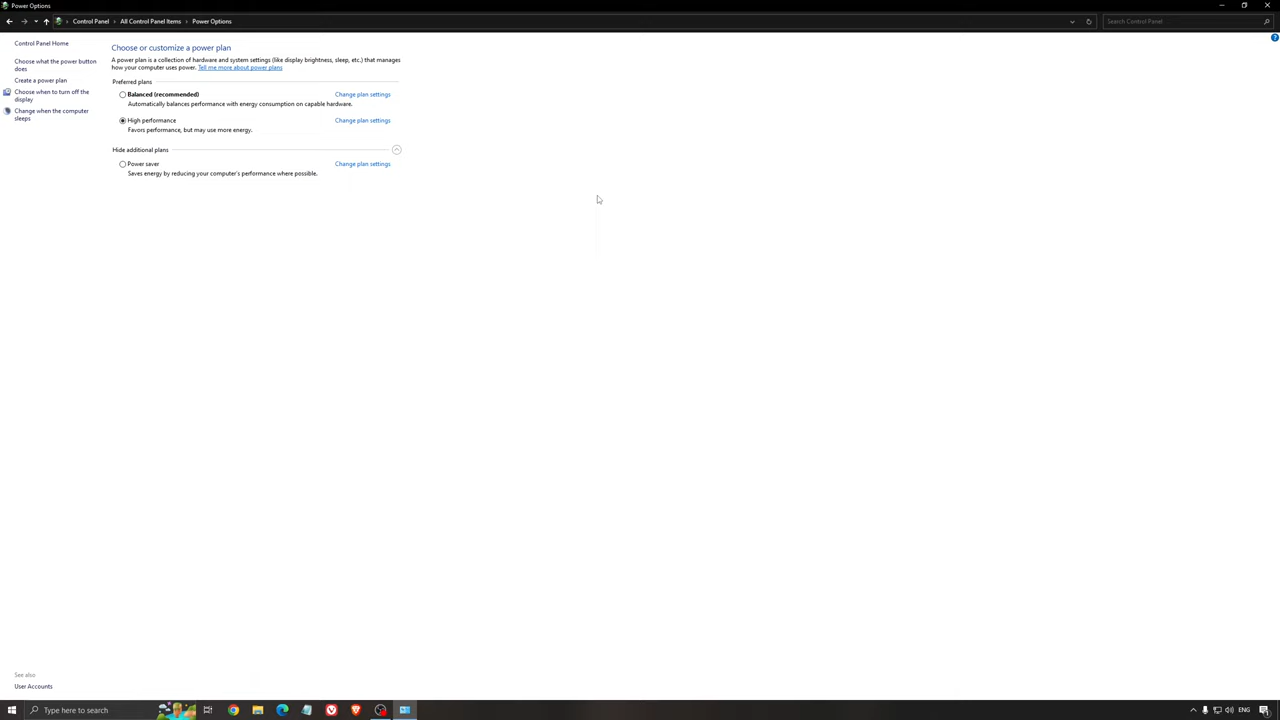 Power Options
Control Panel
All Control Panel Items
Power Options
Search Control Panel
Control Panel Home
Choose what the power button
does
Create a power plan
Choose when to turn off the
display
Change when the computer
sleeps
Choose or customize a power plan
A power plan is a collection of hardware and system settings (like display brightness, sleep, etc.) that manages
how your computer uses power. Tell me more about power plans
Preferred plans
Balanced (recommended)
Change plan settings
Automatically balances performance with energy consumption on capable hardware.
High performance
Change plan settings
Favors performance, but may use more energy.
Hide additional plans
Power saver
Change plan settings
Saves energy by reducing your computer's performance where possible.
See also
User Accounts
Type here to search
ENG